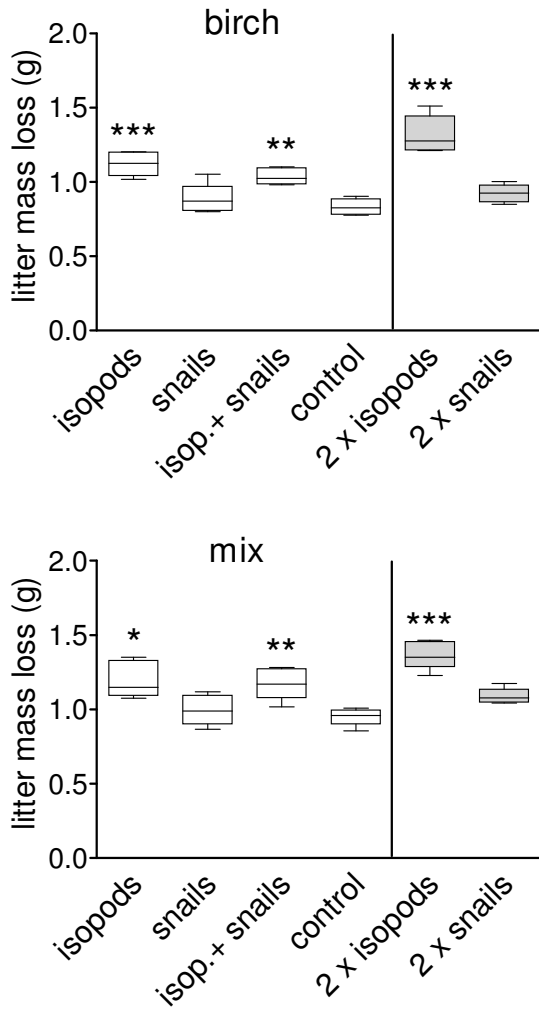 birch
litter mass loss (g)
2.0
1.5
1.0
0.5
0.0
***
**
***
isopods
snails
isop.+ snails
control
2 x isopods
2 x snails
mix
litter mass loss (g)
2.0
1.5
1.0
0.5
0.0
*
**
***
isopods
snails
isop.+ snails
control
2 x isopods
2 x snails